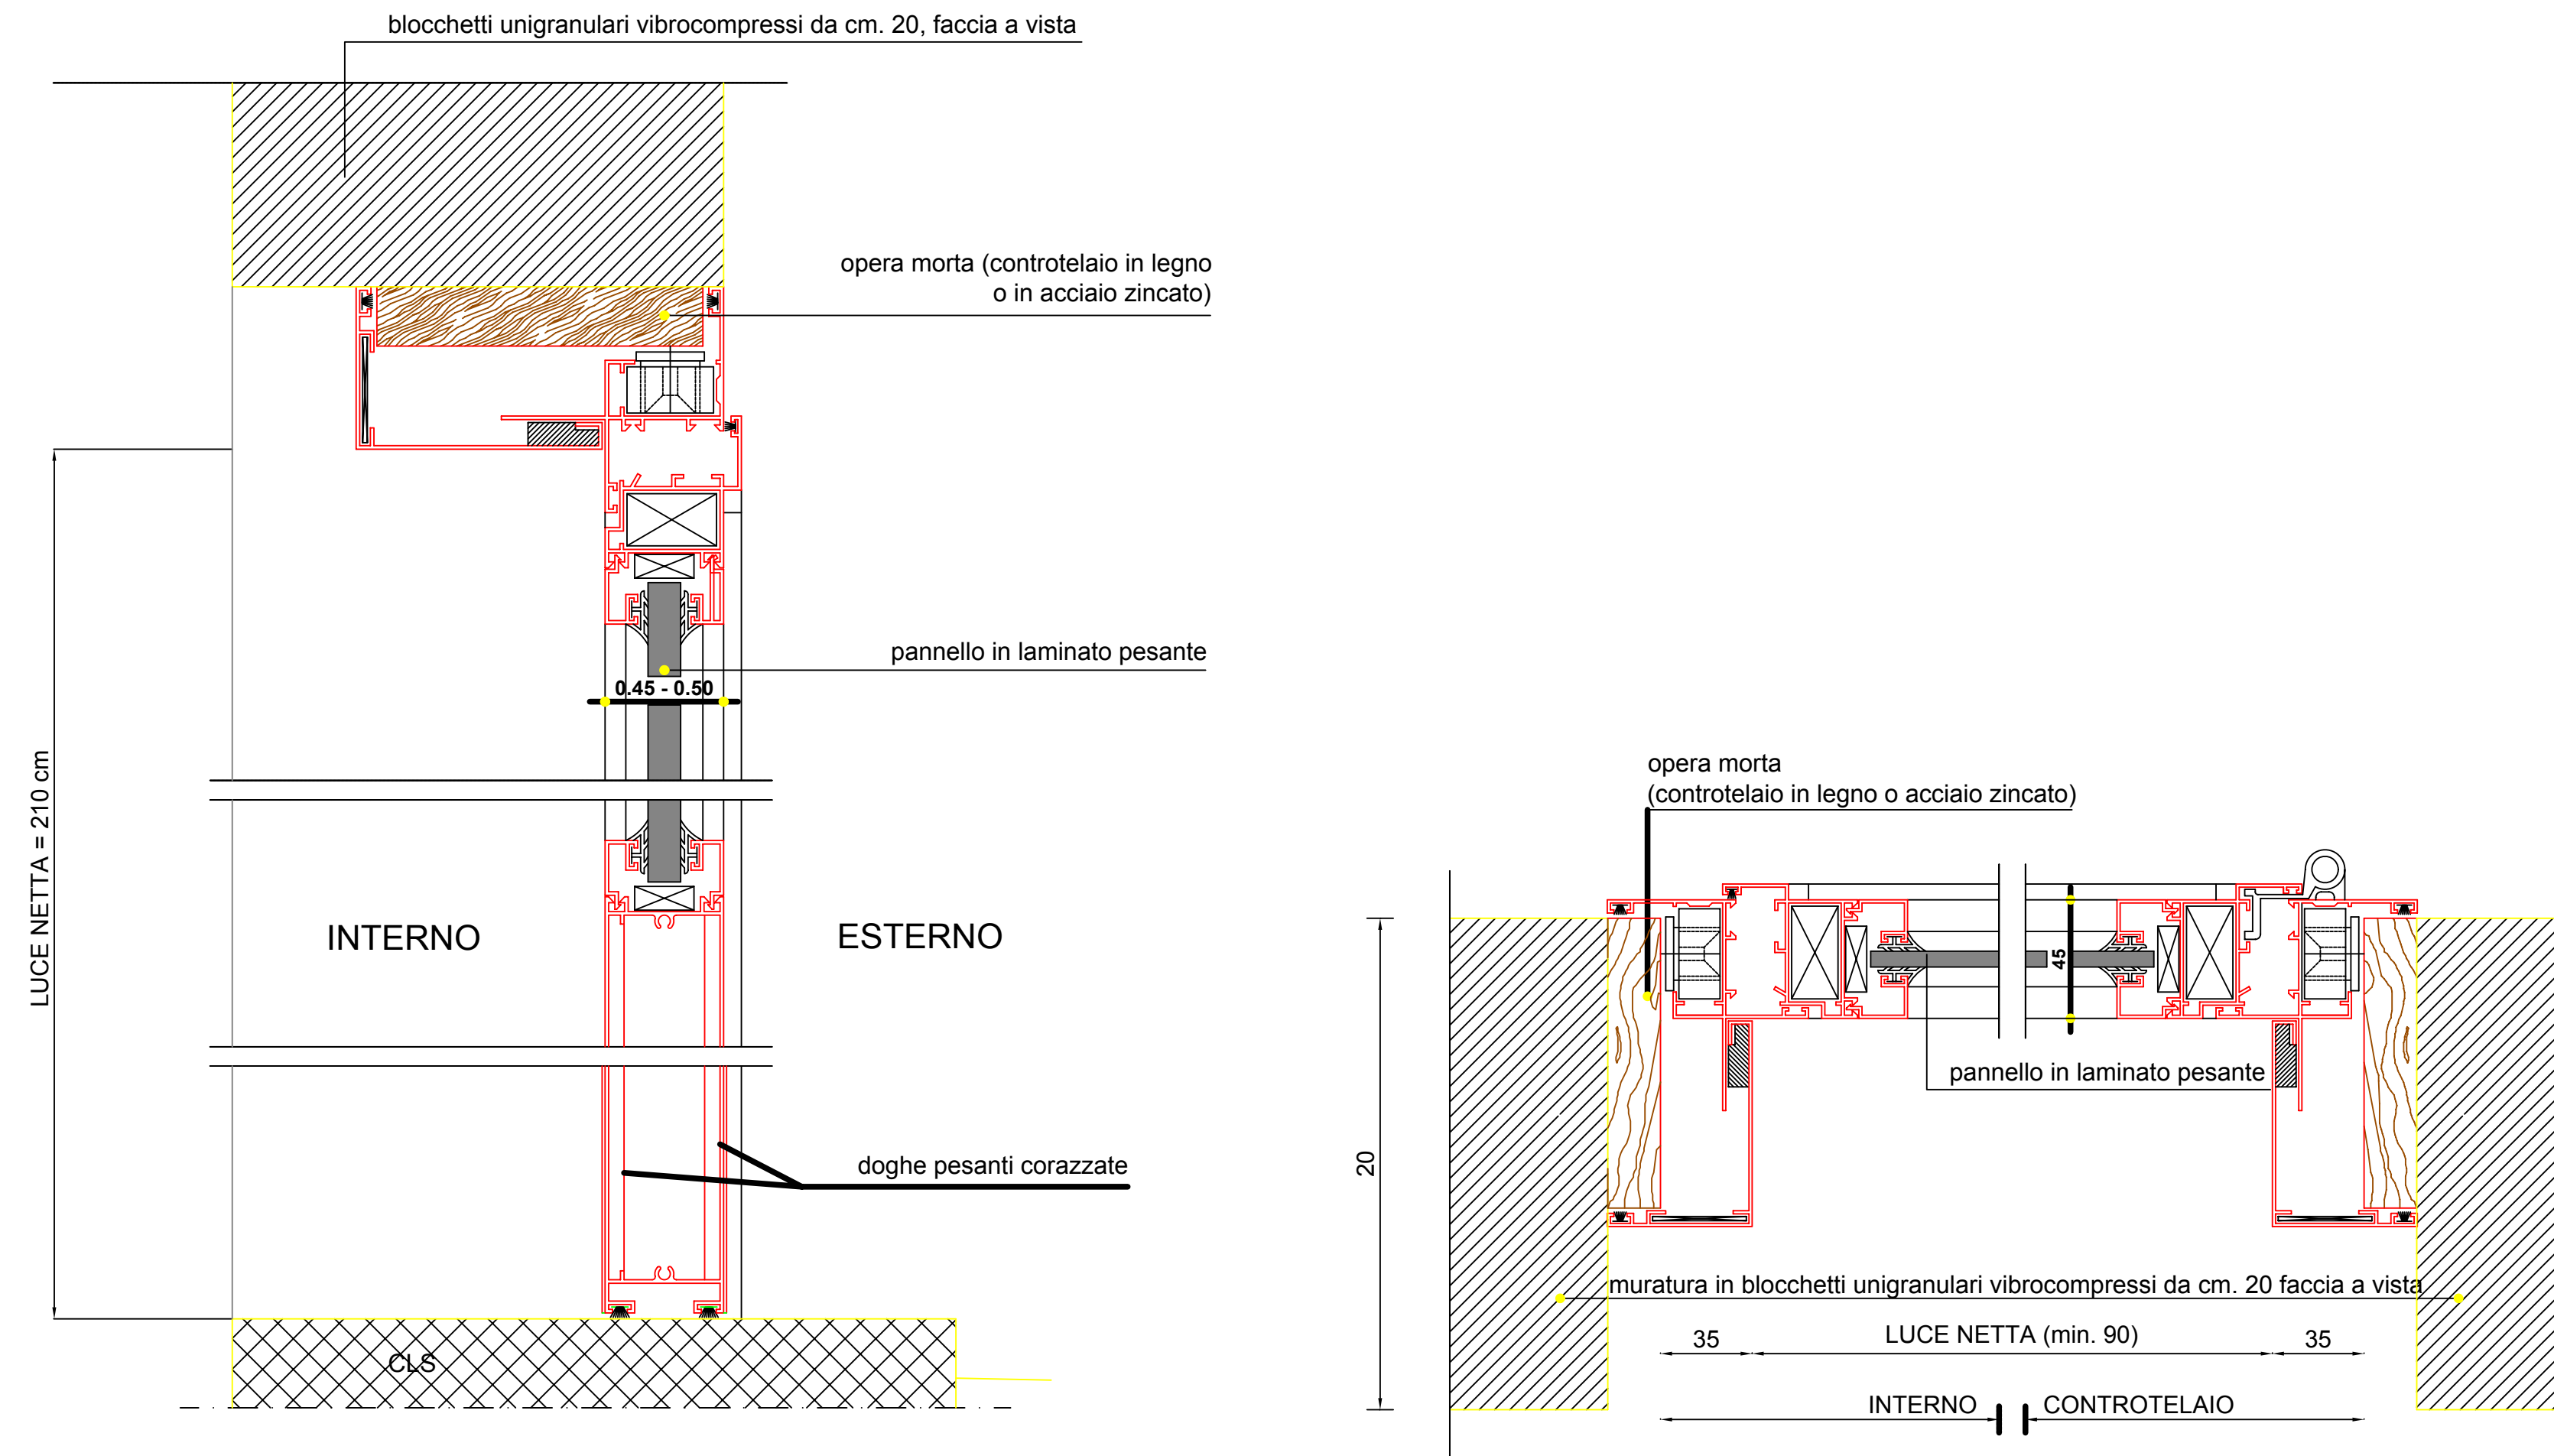 blocchetti unigranulari vibrocompressi da cm. 20, faccia a vista
opera morta (controtelaio in legno
o in acciaio zincato)
pannello in laminato pesante
0.45 - 0.50
LUCE NETTA = 210 cm
INTERNO
ESTERNO
doghe pesanti corazzate
CLS
opera morta
(controtelaio in legno o acciaio zincato)
45
pannello in laminato pesante
20
muratura in blocchetti unigranulari vibrocompressi da cm. 20 faccia a vista
35
LUCE NETTA (min. 90)
35
INTERNO
CONTROTELAIO